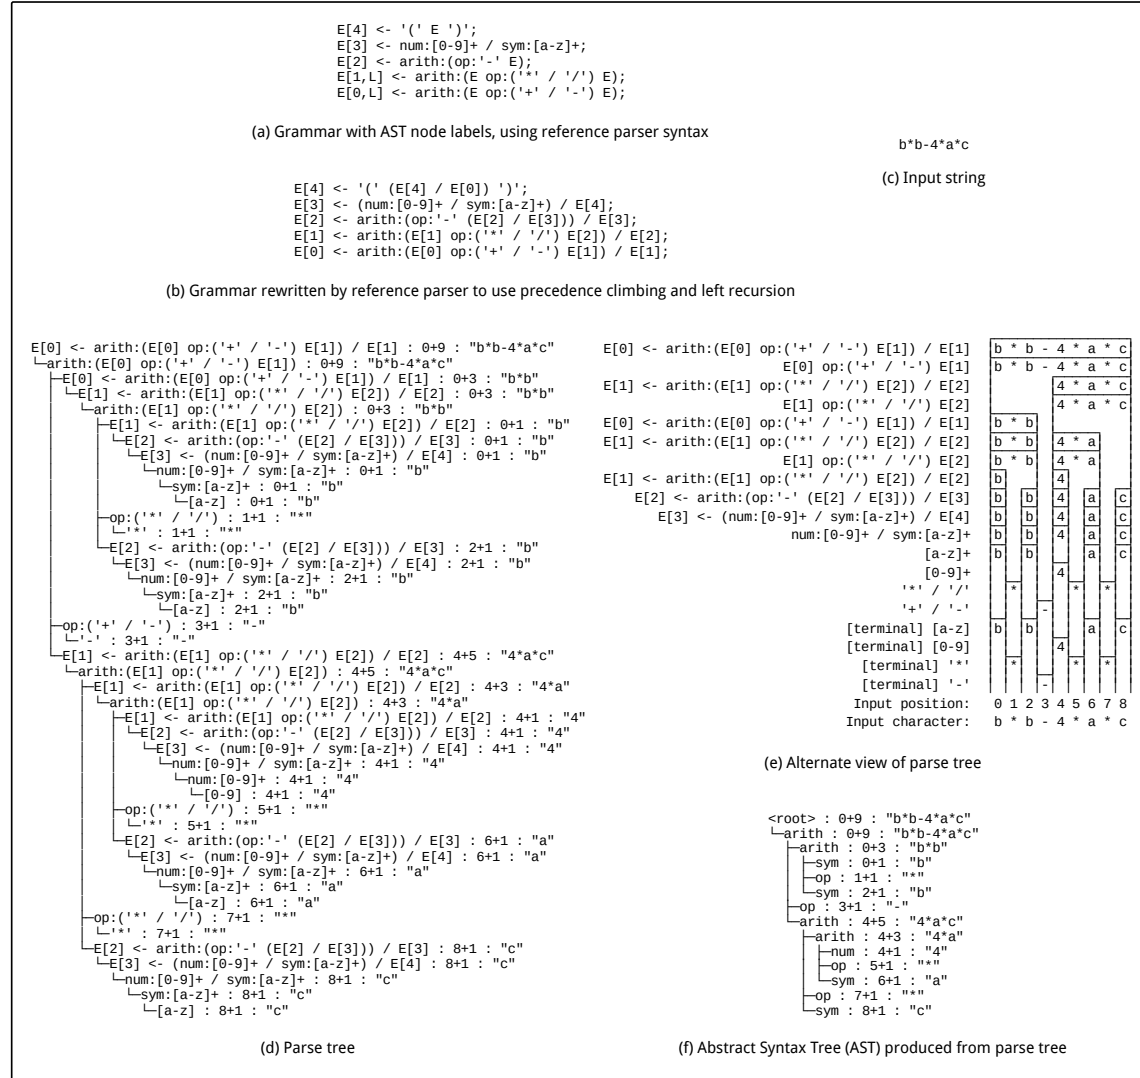 E[4] <- '(' E ')';
E[3] <- num:[0-9]+ / sym:[a-z]+;
E[2] <- arith:(op:'-' E);
E[1,L] <- arith:(E op:('*' / '/') E);
E[0,L] <- arith:(E op:('+' / '-') E);
(a) Grammar with AST node labels, using reference parser syntax
b*b-4*a*c
(c) Input string
E[4] <- '(' (E[4] / E[0]) ')';
E[3] <- (num:[0-9]+ / sym:[a-z]+) / E[4];
E[2] <- arith:(op:'-' (E[2] / E[3])) / E[3];
E[1] <- arith:(E[1] op:('*' / '/') E[2]) / E[2];
E[0] <- arith:(E[0] op:('+' / '-') E[1]) / E[1];
(b) Grammar rewritten by reference parser to use precedence climbing and left recursion
E[0] <- arith:(E[0] op:('+' / '-') E[1]) / E[1] : 0+9 : "b*b-4*a*c"
└─arith:(E[0] op:('+' / '-') E[1]) : 0+9 : "b*b-4*a*c"
  ├─E[0] <- arith:(E[0] op:('+' / '-') E[1]) / E[1] : 0+3 : "b*b"
  │ └─E[1] <- arith:(E[1] op:('*' / '/') E[2]) / E[2] : 0+3 : "b*b"
  │   └─arith:(E[1] op:('*' / '/') E[2]) : 0+3 : "b*b"
  │     ├─E[1] <- arith:(E[1] op:('*' / '/') E[2]) / E[2] : 0+1 : "b"
  │     │ └─E[2] <- arith:(op:'-' (E[2] / E[3])) / E[3] : 0+1 : "b"
  │     │   └─E[3] <- (num:[0-9]+ / sym:[a-z]+) / E[4] : 0+1 : "b"
  │     │     └─num:[0-9]+ / sym:[a-z]+ : 0+1 : "b"
  │     │       └─sym:[a-z]+ : 0+1 : "b"
  │     │         └─[a-z] : 0+1 : "b"
  │     ├─op:('*' / '/') : 1+1 : "*"
  │     │ └─'*' : 1+1 : "*"
  │     └─E[2] <- arith:(op:'-' (E[2] / E[3])) / E[3] : 2+1 : "b"
  │       └─E[3] <- (num:[0-9]+ / sym:[a-z]+) / E[4] : 2+1 : "b"
  │         └─num:[0-9]+ / sym:[a-z]+ : 2+1 : "b"
  │           └─sym:[a-z]+ : 2+1 : "b"
  │             └─[a-z] : 2+1 : "b"
  ├─op:('+' / '-') : 3+1 : "-"
  │ └─'-' : 3+1 : "-"
  └─E[1] <- arith:(E[1] op:('*' / '/') E[2]) / E[2] : 4+5 : "4*a*c"
    └─arith:(E[1] op:('*' / '/') E[2]) : 4+5 : "4*a*c"
      ├─E[1] <- arith:(E[1] op:('*' / '/') E[2]) / E[2] : 4+3 : "4*a"
      │ └─arith:(E[1] op:('*' / '/') E[2]) : 4+3 : "4*a"
      │   ├─E[1] <- arith:(E[1] op:('*' / '/') E[2]) / E[2] : 4+1 : "4"
      │   │ └─E[2] <- arith:(op:'-' (E[2] / E[3])) / E[3] : 4+1 : "4"
      │   │   └─E[3] <- (num:[0-9]+ / sym:[a-z]+) / E[4] : 4+1 : "4"
      │   │     └─num:[0-9]+ / sym:[a-z]+ : 4+1 : "4"
      │   │       └─num:[0-9]+ : 4+1 : "4"
      │   │         └─[0-9] : 4+1 : "4"
      │   ├─op:('*' / '/') : 5+1 : "*"
      │   │ └─'*' : 5+1 : "*"
      │   └─E[2] <- arith:(op:'-' (E[2] / E[3])) / E[3] : 6+1 : "a"
      │     └─E[3] <- (num:[0-9]+ / sym:[a-z]+) / E[4] : 6+1 : "a"
      │       └─num:[0-9]+ / sym:[a-z]+ : 6+1 : "a"
      │         └─sym:[a-z]+ : 6+1 : "a"
      │           └─[a-z] : 6+1 : "a"
      ├─op:('*' / '/') : 7+1 : "*"
      │ └─'*' : 7+1 : "*"
      └─E[2] <- arith:(op:'-' (E[2] / E[3])) / E[3] : 8+1 : "c"
        └─E[3] <- (num:[0-9]+ / sym:[a-z]+) / E[4] : 8+1 : "c"
          └─num:[0-9]+ / sym:[a-z]+ : 8+1 : "c"
            └─sym:[a-z]+ : 8+1 : "c"
              └─[a-z] : 8+1 : "c"
(d) Parse tree
E[0] <- arith:(E[0] op:('+' / '-') E[1]) / E[1] b * b - 4 * a * c
E[0] op:('+' / '-') E[1] b * b - 4 * a * c
E[1] <- arith:(E[1] op:('*' / '/') E[2]) / E[2] 4 * a * c
E[1] op:('*' / '/') E[2] 4 * a * c
E[0] <- arith:(E[0] op:('+' / '-') E[1]) / E[1] b * b
E[1] <- arith:(E[1] op:('*' / '/') E[2]) / E[2] b * b 4 * a
E[1] op:('*' / '/') E[2] b * b 4 * a
E[1] <- arith:(E[1] op:('*' / '/') E[2]) / E[2] b 4
E[2] <- arith:(op:'-' (E[2] / E[3])) / E[3] b b 4 a c
E[3] <- (num:[0-9]+ / sym:[a-z]+) / E[4] b b 4 a c
num:[0-9]+ / sym:[a-z]+ b b 4 a c
[a-z]+ b b a c
[0-9]+ 4
'*' / '/' * * *
'+' / '-' -
[terminal] [a-z] b b a c
[terminal] [0-9] 4
[terminal] '*' * * *
[terminal] '-' -
Input position: 0 1 2 3 4 5 6 7 8
Input character: b * b - 4 * a * c
(e) Alternate view of parse tree
<root> : 0+9 : "b*b-4*a*c"
└─arith : 0+9 : "b*b-4*a*c"
  ├─arith : 0+3 : "b*b"
  │ ├─sym : 0+1 : "b"
  │ ├─op : 1+1 : "*"
  │ └─sym : 2+1 : "b"
  ├─op : 3+1 : "-"
  └─arith : 4+5 : "4*a*c"
    ├─arith : 4+3 : "4*a"
    │ ├─num : 4+1 : "4"
    │ ├─op : 5+1 : "*"
    │ └─sym : 6+1 : "a"
    ├─op : 7+1 : "*"
    └─sym : 8+1 : "c"
(f) Abstract Syntax Tree (AST) produced from parse tree